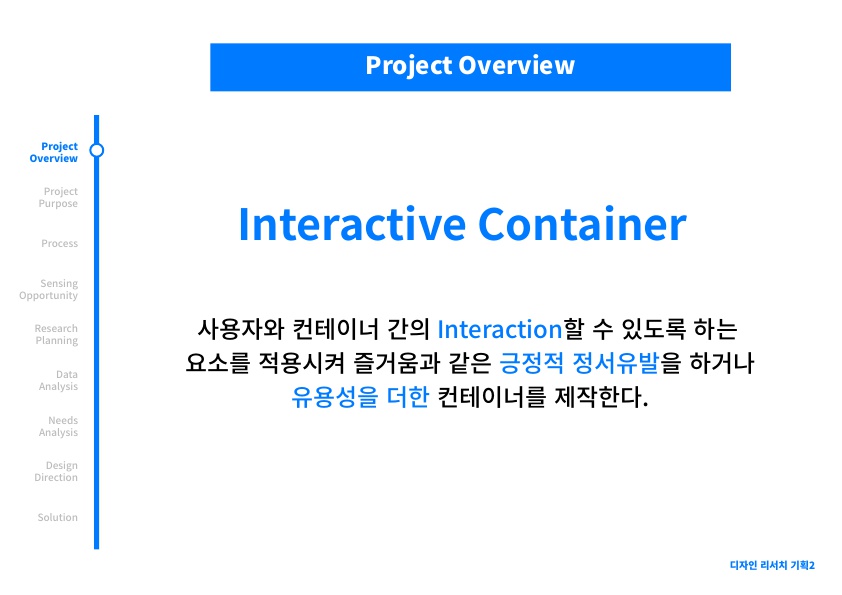 Project Overview
Project
Overview
Project
Purpose
Process
Sensing
Opportunity
Research
Planning
Data
Analysis
Needs
Analysis
Design
Direction
Solution
Interactive Container
사용자와 컨테이너 간의 Interaction할 수 있도록 하는
요소를 적용시켜 즐거움과 같은 긍정적 정서유발을 하거나
유용성을 더한 컨테이너를 제작한다.
디자인 리서치 기획2